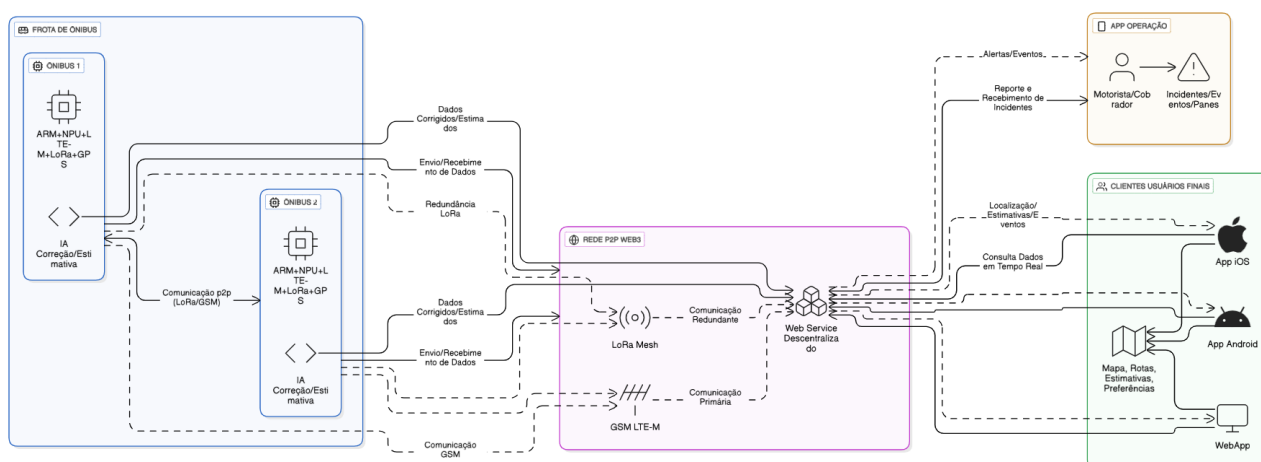 FROTA DE ÔNIBUS
ÔNIBUS 1
ARM+NPU+L
TE-
M+LoRa+GP
S
IA
Correção/Esti
mativa
ÔNIBUS 2
ARM+NPU+L
TE-
M+LoRa+GP
S
IA
Correção/Esti
mativa
Comunicação p2p
(LoRa/GSM)
Dados
Corrigidos/Estima
dos
Envio/Recebime
nto de Dados
Redundância
LoRa
Dados
Corrigidos/Estima
dos
Envio/Recebime
nto de Dados
Comunicação
GSM
REDE P2P WEB3
LoRa Mesh
Comunicação
Redundante
GSM LTE-M
Comunicação
Primária
Web Service
Descentraliza
do
Alertas/Eventos
Reporte e
Recebimento de
Incidentes
Localização/
Estimativas/E
ventos
Consulta Dados
em Tempo Real
APP OPERAÇÃO
Motorista/Cob
rador
Incidentes/Ev
entos/Panes
CLIENTES USUÁRIOS FINAIS
App iOS
App Android
Mapa, Rotas,
Estimativas,
Preferências
WebApp